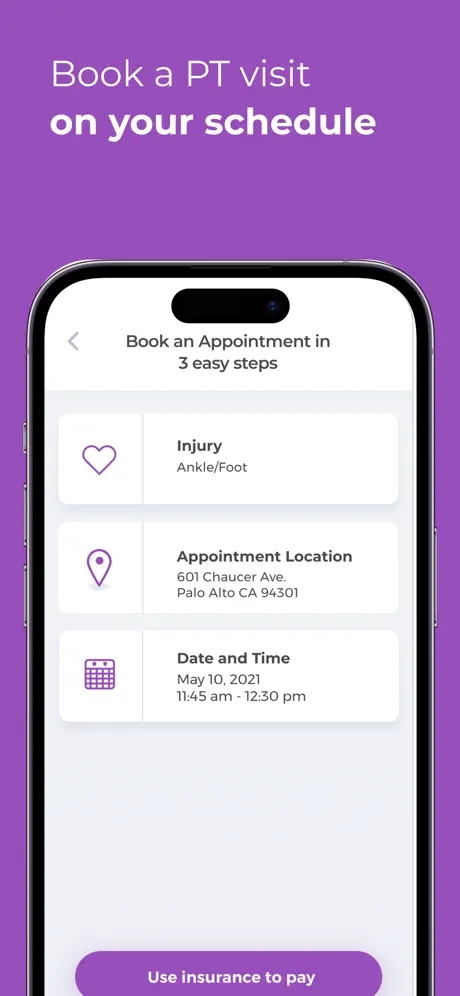 Book a PT visit
on your schedule
Book an Appointment in
3 easy steps
Injury
Ankle/Foot
Appointment Location
601 Chaucer Ave.
Palo Alto CA 94301
Date and Time
May 10, 2021
11:45 am - 12:30 pm
Use insurance to pay